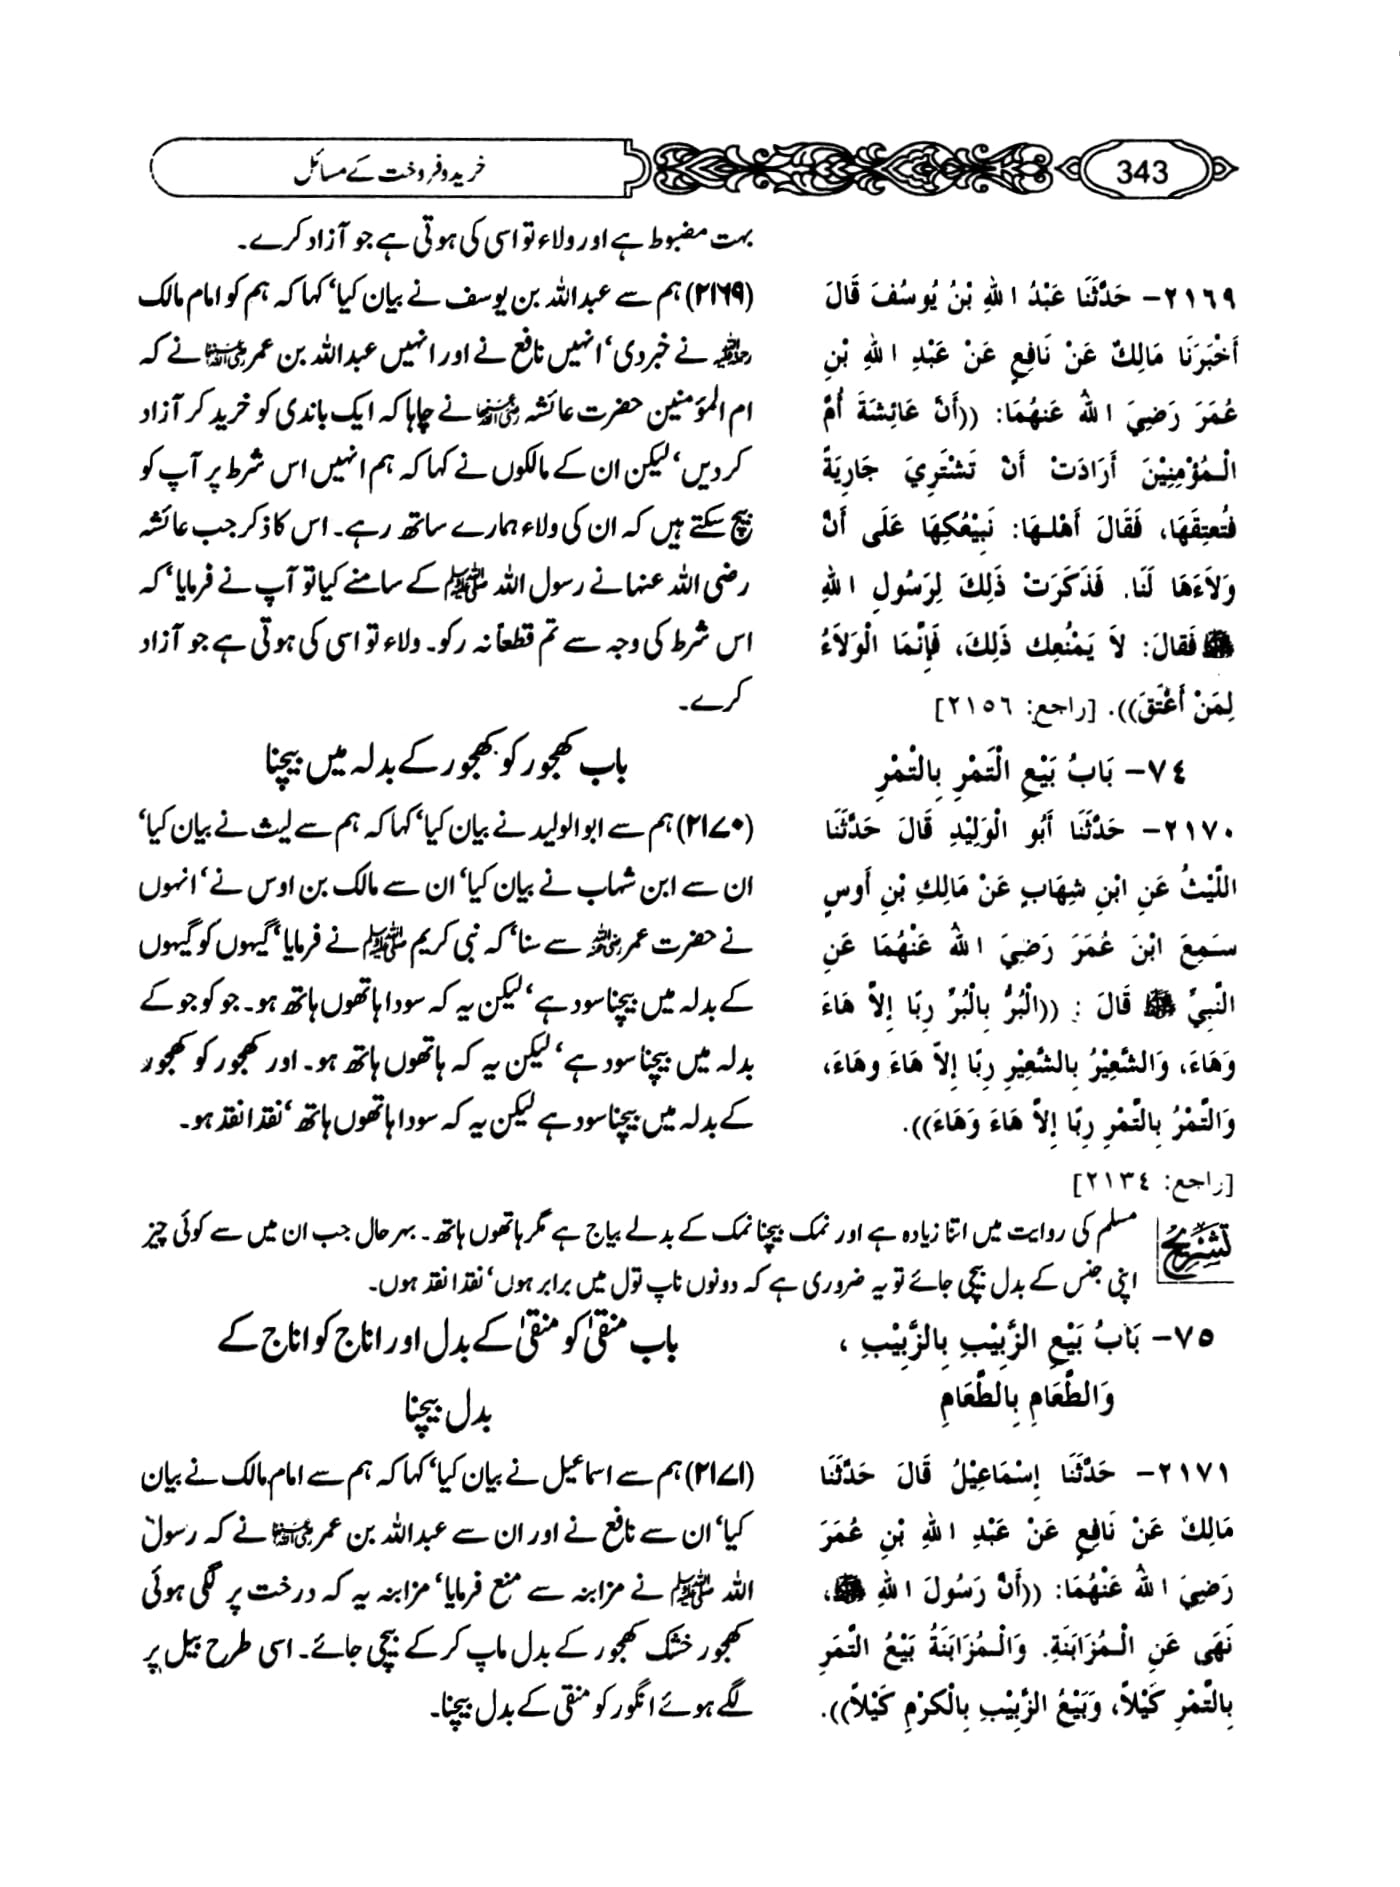 343
خرید و فروخت کے مسائل
بہت مضبوط ہے اور ولاء تو اسی کی ہوتی ہے جو آزاد کرے۔
٢١٦٩- حَدَّثَنَا عَبْدُ اللهِ بْنُ يُوسُفَ قَالَ
أَخْبَرَنَا مَالِكٌ عَنْ نَافِعٍ عَنْ عَبْدِ اللهِ بْنِ
عُمَرَ رَضِيَ اللهُ عَنهُمَا: ((أَنَّ عَائِشَةَ أُمَّ
الْـمُؤْمِنِيْنَ أَرَادَتْ أَنْ تَشْتَرِيَ جَارِيَةً
فَتُعتِقَهَا، فَقَالَ أَهْلـهَا: نَبِيْعُكِهَا عَلَى أَنَّ
وَلاَءَهَا لَنَا. فَذَكَرَتْ ذَلِكَ لِرَسُولِ اللهِ
ﷺ فَقالَ: لاَ يَمْنُعِك ذَلِكَ، فَإِنَّمَا الْوَلاَءُ
لِمَنْ أَعْتَقَ)). [راجع: ٢١٥٦]
(۲۱۶۹) ہم سے عبداللہ بن یوسف نے بیان کیا‘ کہا کہ ہم کو امام مالک
رحمۃ اللہ علیہ نے خبر دی‘ انہیں نافع نے اور انہیں عبداللہ بن عمر رضی اللہ عنہما نے کہ
ام المؤمنین حضرت عائشہ رضی اللہ عنہا نے چاہا کہ ایک باندی کو خرید کر آزاد
کر دیں‘ لیکن ان کے مالکوں نے کہا کہ ہم انہیں اس شرط پر آپ کو
بیچ سکتے ہیں کہ ان کی ولاء ہمارے ساتھ رہے۔ اس کا ذکر جب عائشہ
رضی اللہ عنہا نے رسول اللہ ﷺ کے سامنے کیا تو آپ نے فرمایا‘ کہ
اس شرط کی وجہ سے تم قطعاً نہ رکو۔ ولاء تو اسی کی ہوتی ہے جو آزاد
کرے۔
٧٤- بَابُ بَيْعِ الْتَمْرِ بِالتْمْرِ
باب کھجور کو کھجور کے بدلہ میں بیچنا
٢١٧٠- حَدَّثَنَا أَبُو الْوَلِيْدِ قَالَ حَدَّثَنَا
اللَّيْثُ عَنِ ابْنِ شِهَابٍ عَنْ مَالِكِ بْنِ أَوسٍ
سَـمِعَ ابْنَ عُمَرَ رَضِيَ اللهُ عَنْهُمَا عَنِ
النَّبِيِّ ﷺ قَالَ : ((الْبُرُّ بِالْبُرِّ رِبًا إِلاَّ هَاءَ
وَهَاءَ، وَالشَّعِيْرُ بِالشَّعِيْرِ رِبًا إِلاَّ هَاءَ وهَاءَ،
وَالتَّمْرُ بِالتَّمْرِ رِبًا إِلاَّ هَاءَ وَهَاءَ)).
[راجع: ٢١٣٤]
(۲۱۷۰) ہم سے ابو الولید نے بیان کیا‘ کہا کہ ہم سے لیث نے بیان کیا‘
ان سے ابن شہاب نے بیان کیا‘ ان سے مالک بن اوس نے‘ انہوں
نے حضرت عمر رضی اللہ عنہ سے سنا‘ کہ نبی کریم ﷺ نے فرمایا‘ گیہوں کو گیہوں
کے بدلہ میں بیچنا سود ہے‘ لیکن یہ کہ سودا ہاتھوں ہاتھ ہو۔ جو کو جو کے
بدلہ میں بیچنا سود ہے‘ لیکن یہ کہ ہاتھوں ہاتھ ہو۔ اور کھجور کو کھجور
کے بدلہ میں بیچنا سود ہے لیکن یہ کہ سودا ہاتھوں ہاتھ‘ نقدا نقد ہو۔
تشریح
مسلم کی روایت میں اتنا زیادہ ہے اور نمک بیچنا نمک کے بدلے بیاج ہے مگر ہاتھوں ہاتھ۔ بہر حال جب ان میں سے کوئی چیز
اپنی جنس کے بدل بیچی جائے تو یہ ضروری ہے کہ دونوں ناپ تول میں برابر ہوں‘ نقدا نقد ہوں۔
٧٥- بَابُ بَيْعِ الزَّبِيْبِ بِالزَّبِيْبِ ،
وَالطَّعَامِ بِالطَّعَامِ
باب منقیٰ کو منقیٰ کے بدل اور اناج کو اناج کے
بدل بیچنا
٢١٧١- حَدَّثَنَا إِسْمَاعِيْلُ قَالَ حَدَّثَنَا
مَالِكٌ عَنْ نَافِعٍ عَنْ عَبْدِ اللهِ بْنِ عُمَرَ
رَضِيَ اللهُ عَنْهُمَا: ((أَنَّ رَسُولَ اللهِ ﷺ،
نَهَى عَنِ الْـمُزَابَنَةِ. وَالْـمُزَابَنَةُ بَيْعُ التَّمَرِ
بِالتَّمْرِ كَيْلاً، وَبَيْعُ الزَّبِيْبِ بِالْكرْمِ كَيْلاً)).
(۲۱۷۱) ہم سے اسماعیل نے بیان کیا‘ کہا کہ ہم سے امام مالک نے بیان
کیا‘ ان سے نافع نے اور ان سے عبداللہ بن عمر رضی اللہ عنہما نے کہ رسول
اللہ ﷺ نے مزابنہ سے منع فرمایا‘ مزابنہ یہ کہ درخت پر لگی ہوئی
کھجور خشک کھجور کے بدل ماپ کر کے بیچی جائے۔ اسی طرح بیل پر
لگے ہوئے انگور کو منقی کے بدل بیچنا۔